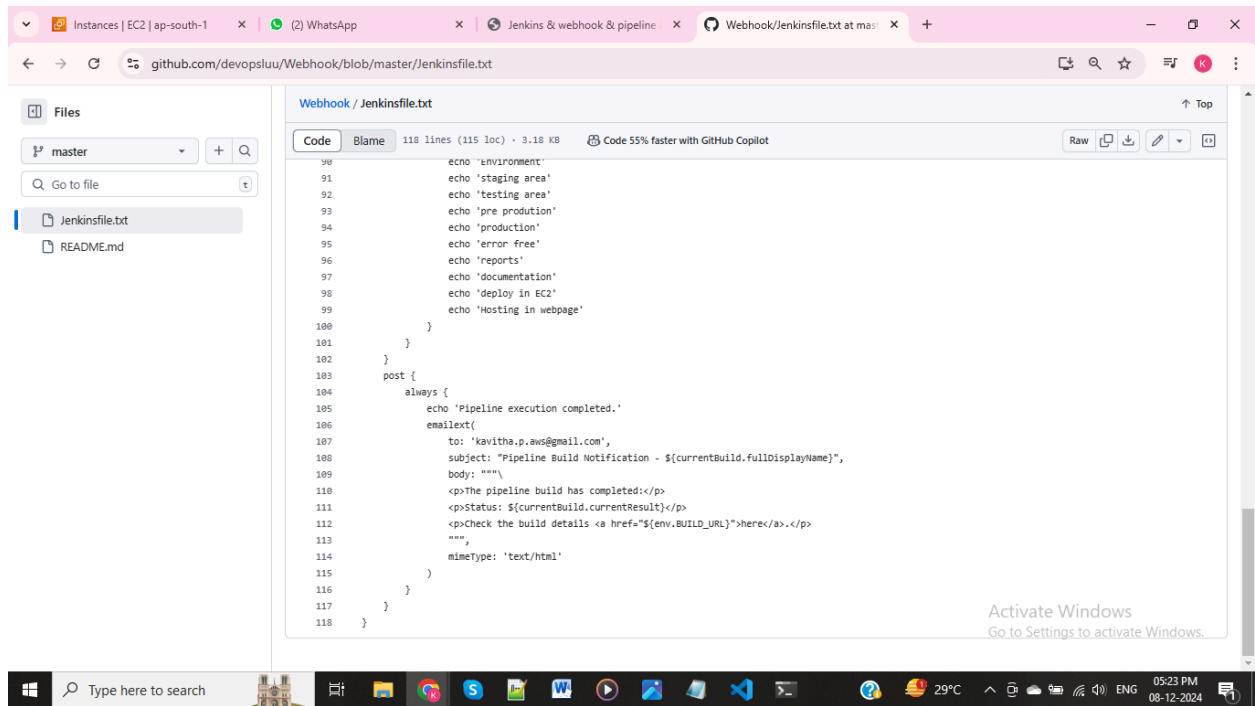 Instances | EC2 | ap-south-1
(2) WhatsApp
Jenkins & webhook & pipeline
Webhook/Jenkinsfile.txt at mas
github.com/devopsluu/Webhook/blob/master/Jenkinsfile.txt
K
Files
master
Go to file
t
Jenkinsfile.txt
README.md
Webhook / Jenkinsfile.txt
Top
Code Blame 118 lines (115 loc) · 3.18 KB Code 55% faster with GitHub Copilot Raw
90 echo 'Environment'
91 echo 'staging area'
92 echo 'testing area'
93 echo 'pre prodution'
94 echo 'production'
95 echo 'error free'
96 echo 'reports'
97 echo 'documentation'
98 echo 'deploy in EC2'
99 echo 'Hosting in webpage'
100 }
101 }
102 }
103 post {
104 always {
105 echo 'Pipeline execution completed.'
106 emailext(
107 to: 'kavitha.p.aws@gmail.com',
108 subject: "Pipeline Build Notification - ${currentBuild.fullDisplayName}",
109 body: """\
110 <p>The pipeline build has completed:</p>
111 <p>Status: ${currentBuild.currentResult}</p>
112 <p>Check the build details <a href="${env.BUILD_URL}">here</a>.</p>
113 """,
114 mimeType: 'text/html'
115 )
116 }
117 }
118 }
Activate Windows
Go to Settings to activate Windows.
Type here to search
29°C
ENG
05:23 PM
08-12-2024